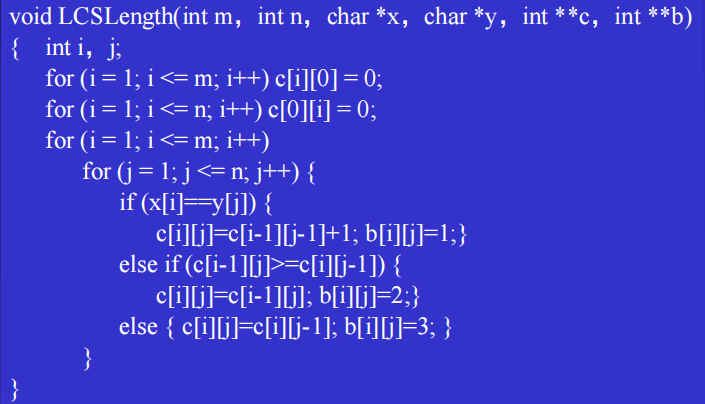 void LCSLength(int m，int n，char *x，char *y，int **c，int **b)
{ int i，j;
for (i = 1; i <= m; i++) c[i][0] = 0;
for (i = 1; i <= n; i++) c[0][i] = 0;
for (i = 1; i <= m; i++)
for (j = 1; j <= n; j++) {
if (x[i]==y[j]) {
c[i][j]=c[i-1][j-1]+1; b[i][j]=1;}
else if (c[i-1][j]>=c[i][j-1]) {
c[i][j]=c[i-1][j]; b[i][j]=2;}
else { c[i][j]=c[i][j-1]; b[i][j]=3; }
}
}